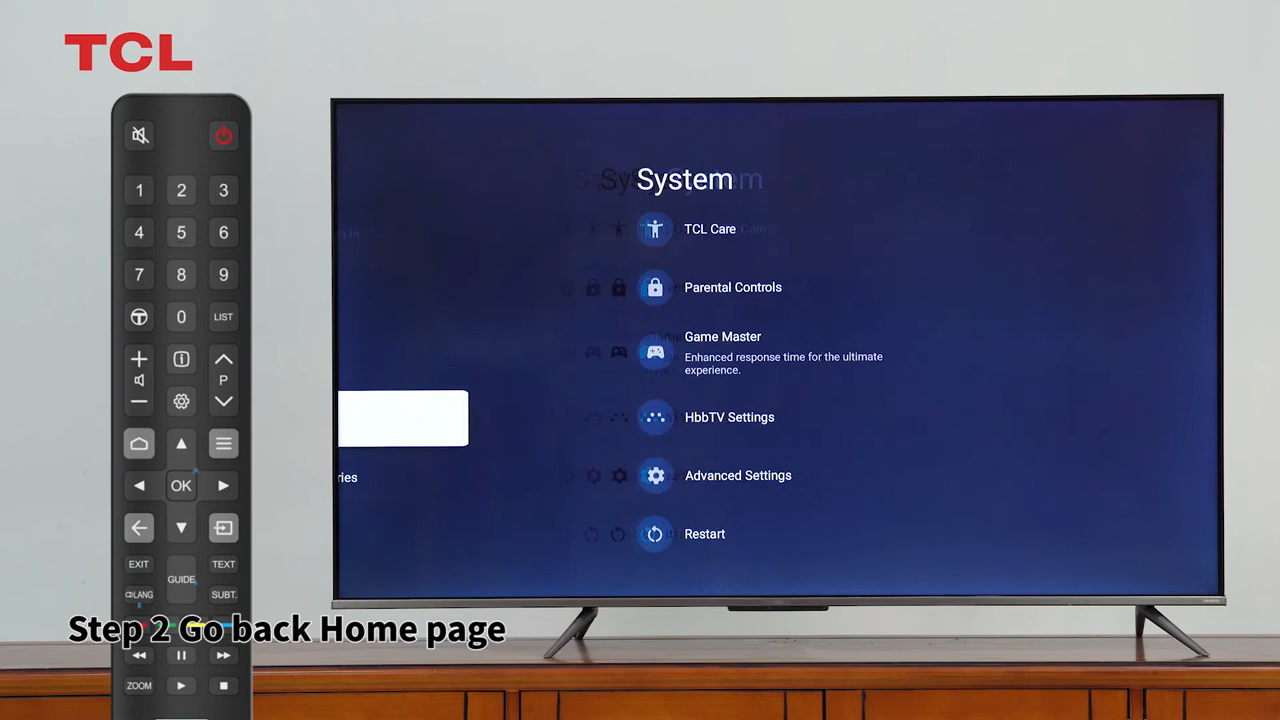 TCL
1 2 3
4 5 6
7 8 9
0 LIST
P
OK
EXIT TEXT
GUIDE
LANG SUBT.
ZOOM
System
TCL Care
Parental Controls
Game Master
Enhanced response time for the ultimate
experience.
HbbTV Settings
ries
Advanced Settings
Restart
Step 2 Go back Home page